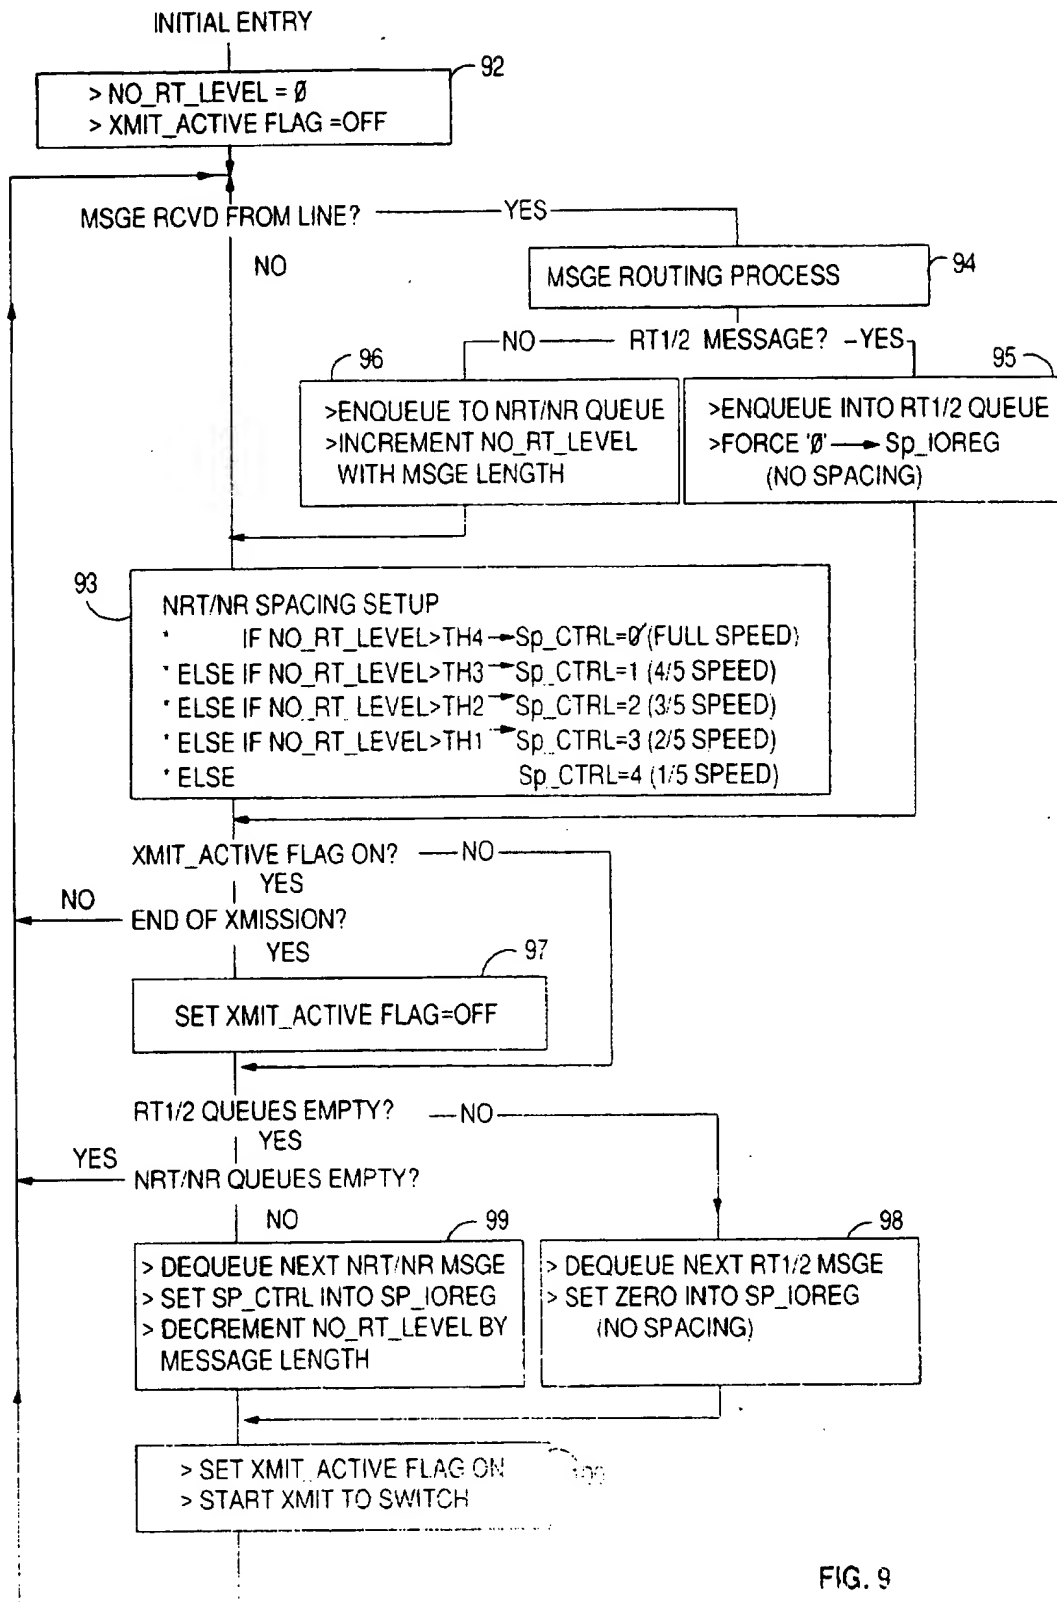 INITIAL ENTRY
92
> NO_RT_LEVEL = Ø
> XMIT_ACTIVE FLAG =OFF
MSGE RCVD FROM LINE? YES
NO
94
MSGE ROUTING PROCESS
NO RT1/2 MESSAGE? YES
96
>ENQUEUE TO NRT/NR QUEUE
>INCREMENT NO_RT_LEVEL
WITH MSGE LENGTH
95
>ENQUEUE INTO RT1/2 QUEUE
>FORCE 'Ø' → Sp_IOREG
(NO SPACING)
93
NRT/NR SPACING SETUP
* IF NO_RT_LEVEL>TH4→Sp_CTRL=Ø (FULL SPEED)
* ELSE IF NO_RT_LEVEL>TH3→Sp_CTRL=1 (4/5 SPEED)
* ELSE IF NO_RT_LEVEL>TH2→Sp_CTRL=2 (3/5 SPEED)
* ELSE IF NO_RT_LEVEL>TH1→Sp_CTRL=3 (2/5 SPEED)
* ELSE Sp_CTRL=4 (1/5 SPEED)
XMIT_ACTIVE FLAG ON? NO
YES
NO END OF XMISSION?
YES
97
SET XMIT_ACTIVE FLAG=OFF
RT1/2 QUEUES EMPTY? NO
YES
YES NRT/NR QUEUES EMPTY?
NO
99
> DEQUEUE NEXT NRT/NR MSGE
> SET SP_CTRL INTO SP_IOREG
> DECREMENT NO_RT_LEVEL BY
MESSAGE LENGTH
98
> DEQUEUE NEXT RT1/2 MSGE
> SET ZERO INTO SP_IOREG
(NO SPACING)
100
> SET XMIT_ACTIVE FLAG ON
> START XMIT TO SWITCH
FIG. 9